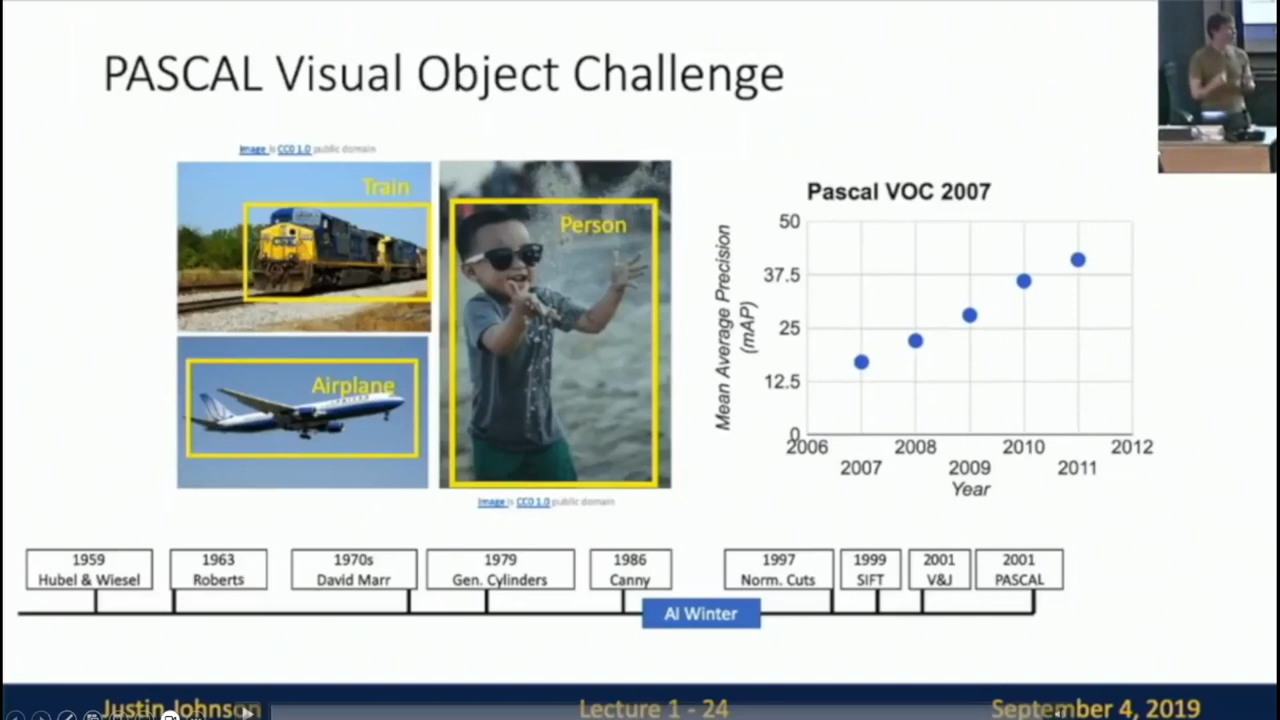 PASCAL Visual Object Challenge
Image is CC0 1.0 public domain
Train
Person
Airplane
Image is CC0 1.0 public domain
Pascal VOC 2007
Mean Average Precision
(mAP)
50
37.5
25
12.5
0
2006
2008
2010
2012
2007
2009
2011
Year
1959
Hubel & Wiesel
1963
Roberts
1970s
David Marr
1979
Gen. Cylinders
1986
Canny
1997
Norm. Cuts
1999
SIFT
2001
V&J
2001
PASCAL
AI Winter
Justin Johnson
Lecture 1 - 24
September 4, 2019